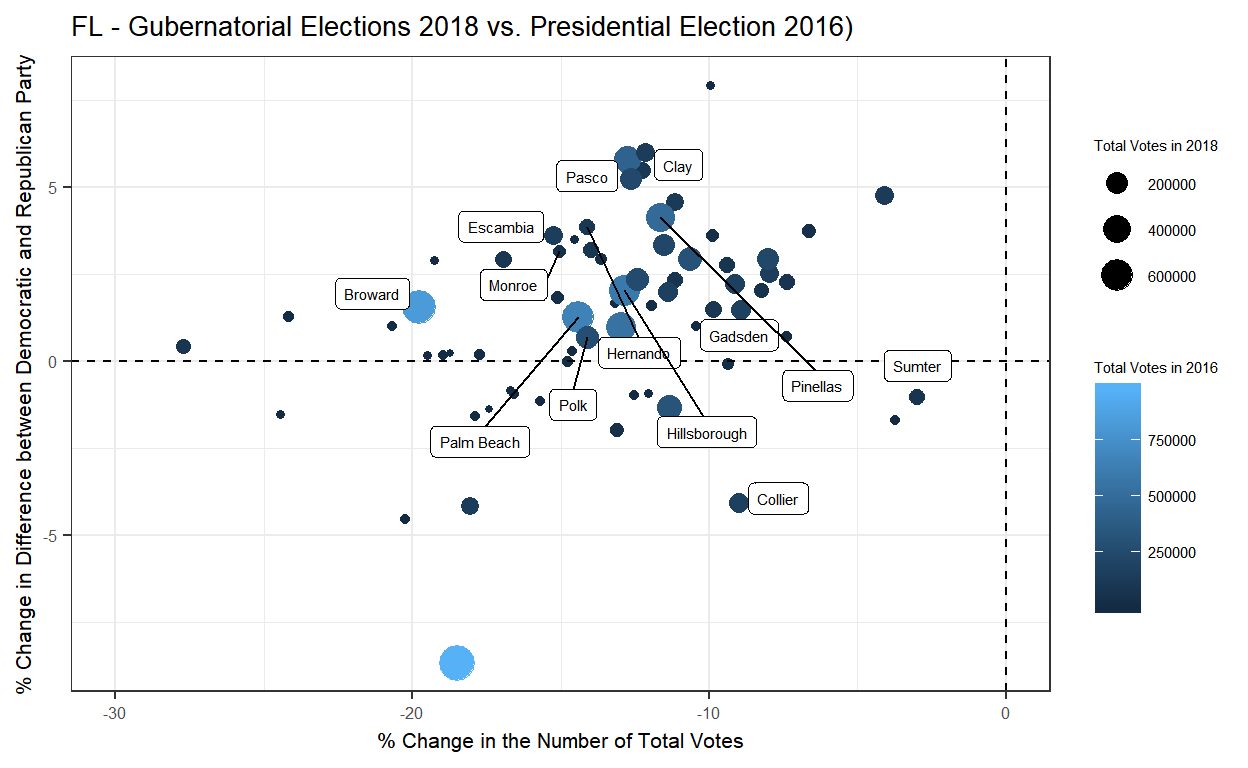 FL - Gubernatorial Elections 2018 vs. Presidential Election 2016)
% Change in Difference between Democratic and Republican Party
5
0
-5
-30
-20
-10
0
% Change in the Number of Total Votes
Clay
Pasco
Escambia
Monroe
Broward
Gadsden
Hernando
Sumter
Pinellas
Polk
Hillsborough
Palm Beach
Collier
Total Votes in 2018
200000
400000
600000
Total Votes in 2016
750000
500000
250000